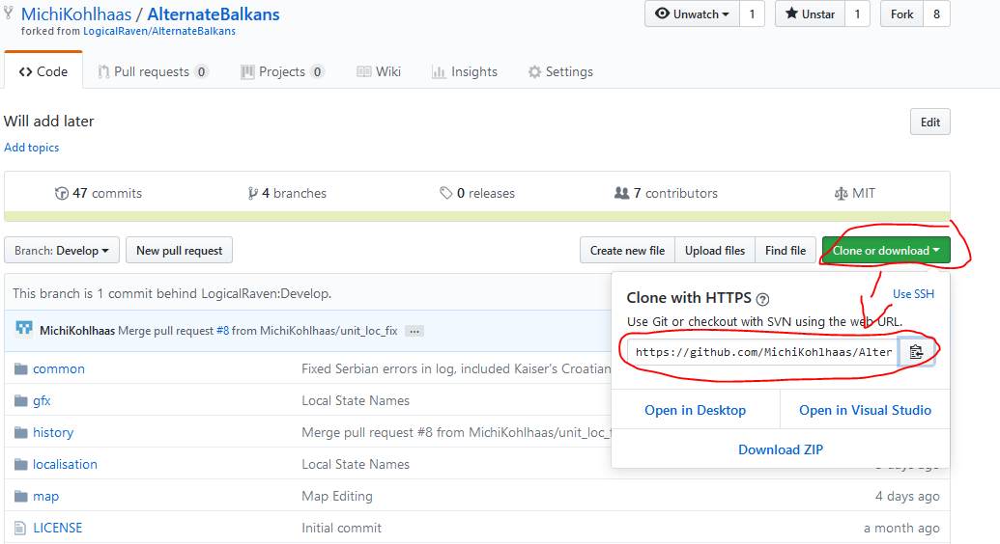 MichiKohlhaas / AlternateBalkans
forked from LogicalRaven/AlternateBalkans
Unwatch 1 Unstar 1 Fork 8
Code Pull requests 0 Projects 0 Wiki Insights Settings
Will add later Edit
Add topics
47 commits 4 branches 0 releases 7 contributors MIT
Branch: Develop New pull request Create new file Upload files Find file Clone or download
This branch is 1 commit behind LogicalRaven:Develop.
MichiKohlhaas Merge pull request #8 from MichiKohlhaas/unit_loc_fix ...
Clone with HTTPS ? Use SSH
Use Git or checkout with SVN using the web URL.
https://github.com/MichiKohlhaas/Alter
Open in Desktop Open in Visual Studio
Download ZIP
common Fixed Serbian errors in log, included Kaiser's Croatian
gfx Local State Names
history Merge pull request #8 from MichiKohlhaas/unit_loc_
localisation Local State Names days ago
map Map Editing 4 days ago
LICENSE Initial commit a month ago